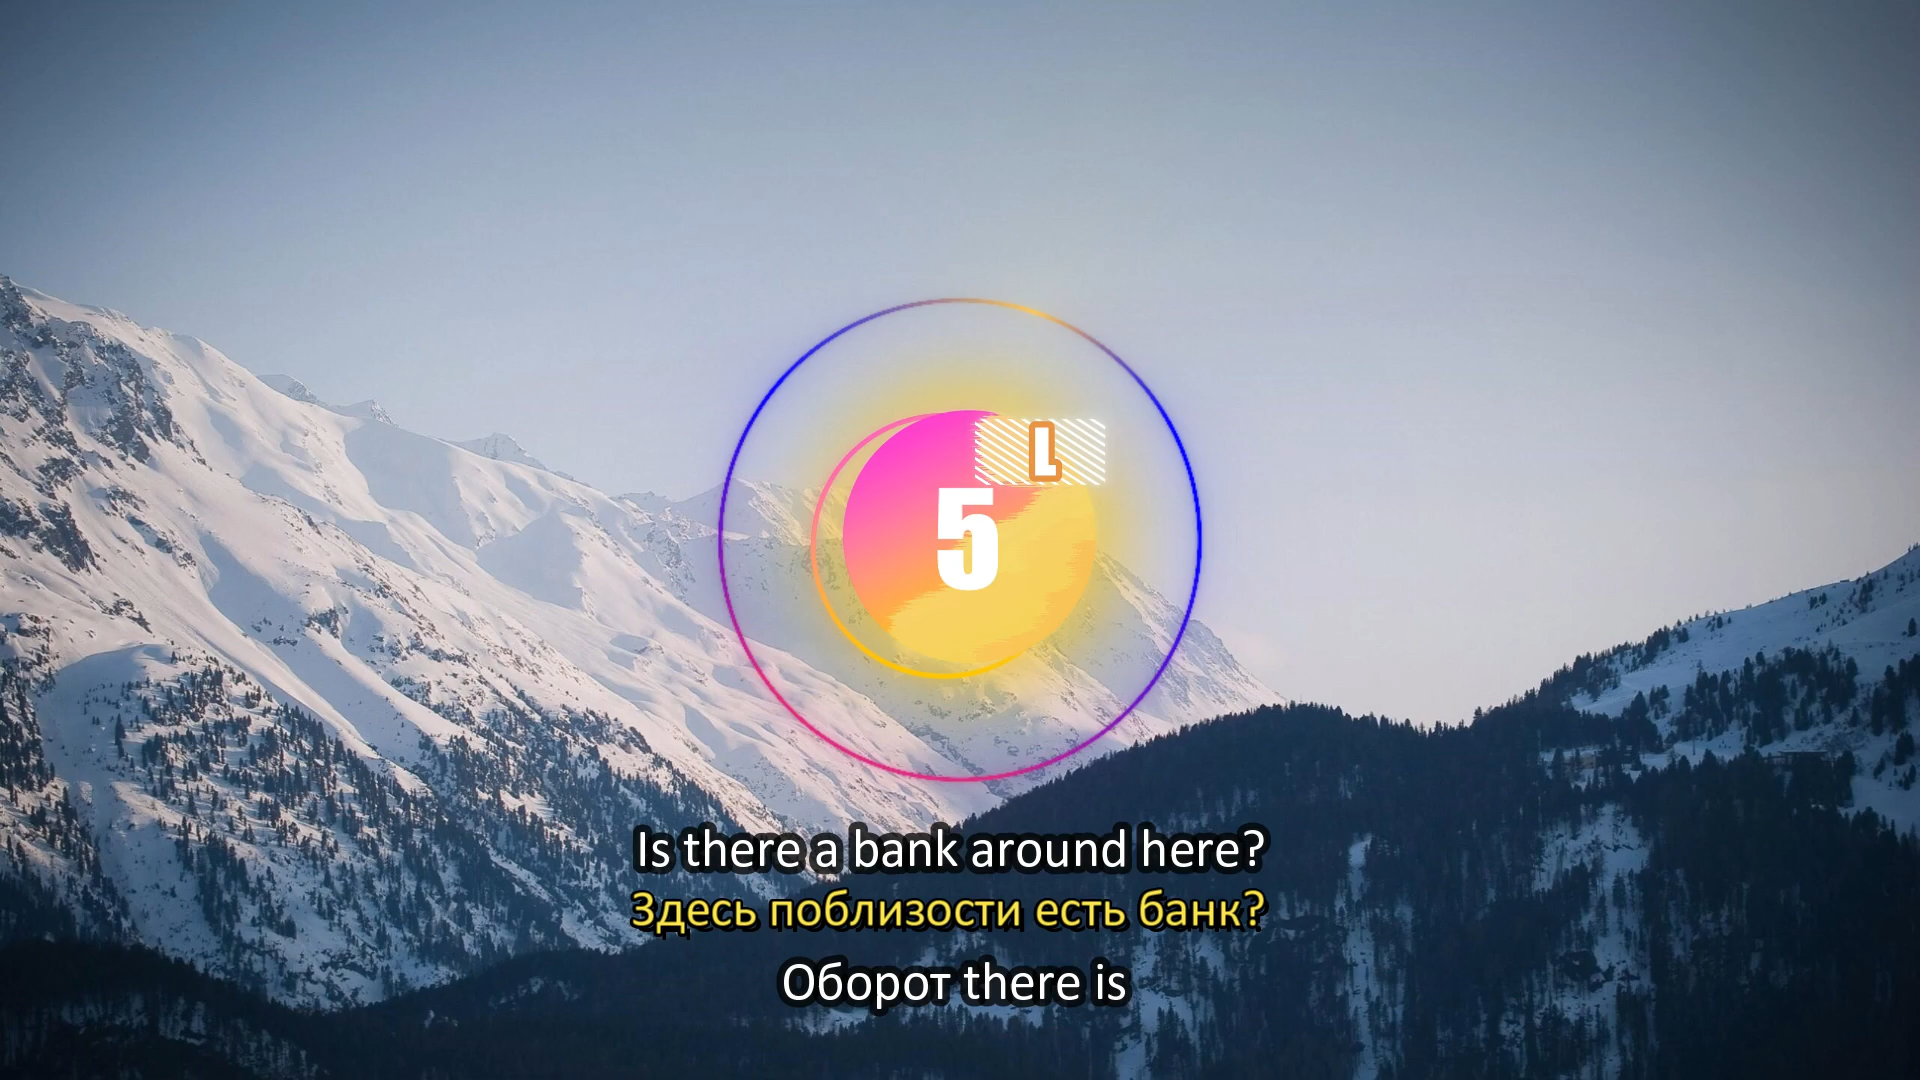 L
5
Is there a bank around here?
Здесь поблизости есть банк?
Оборот there is